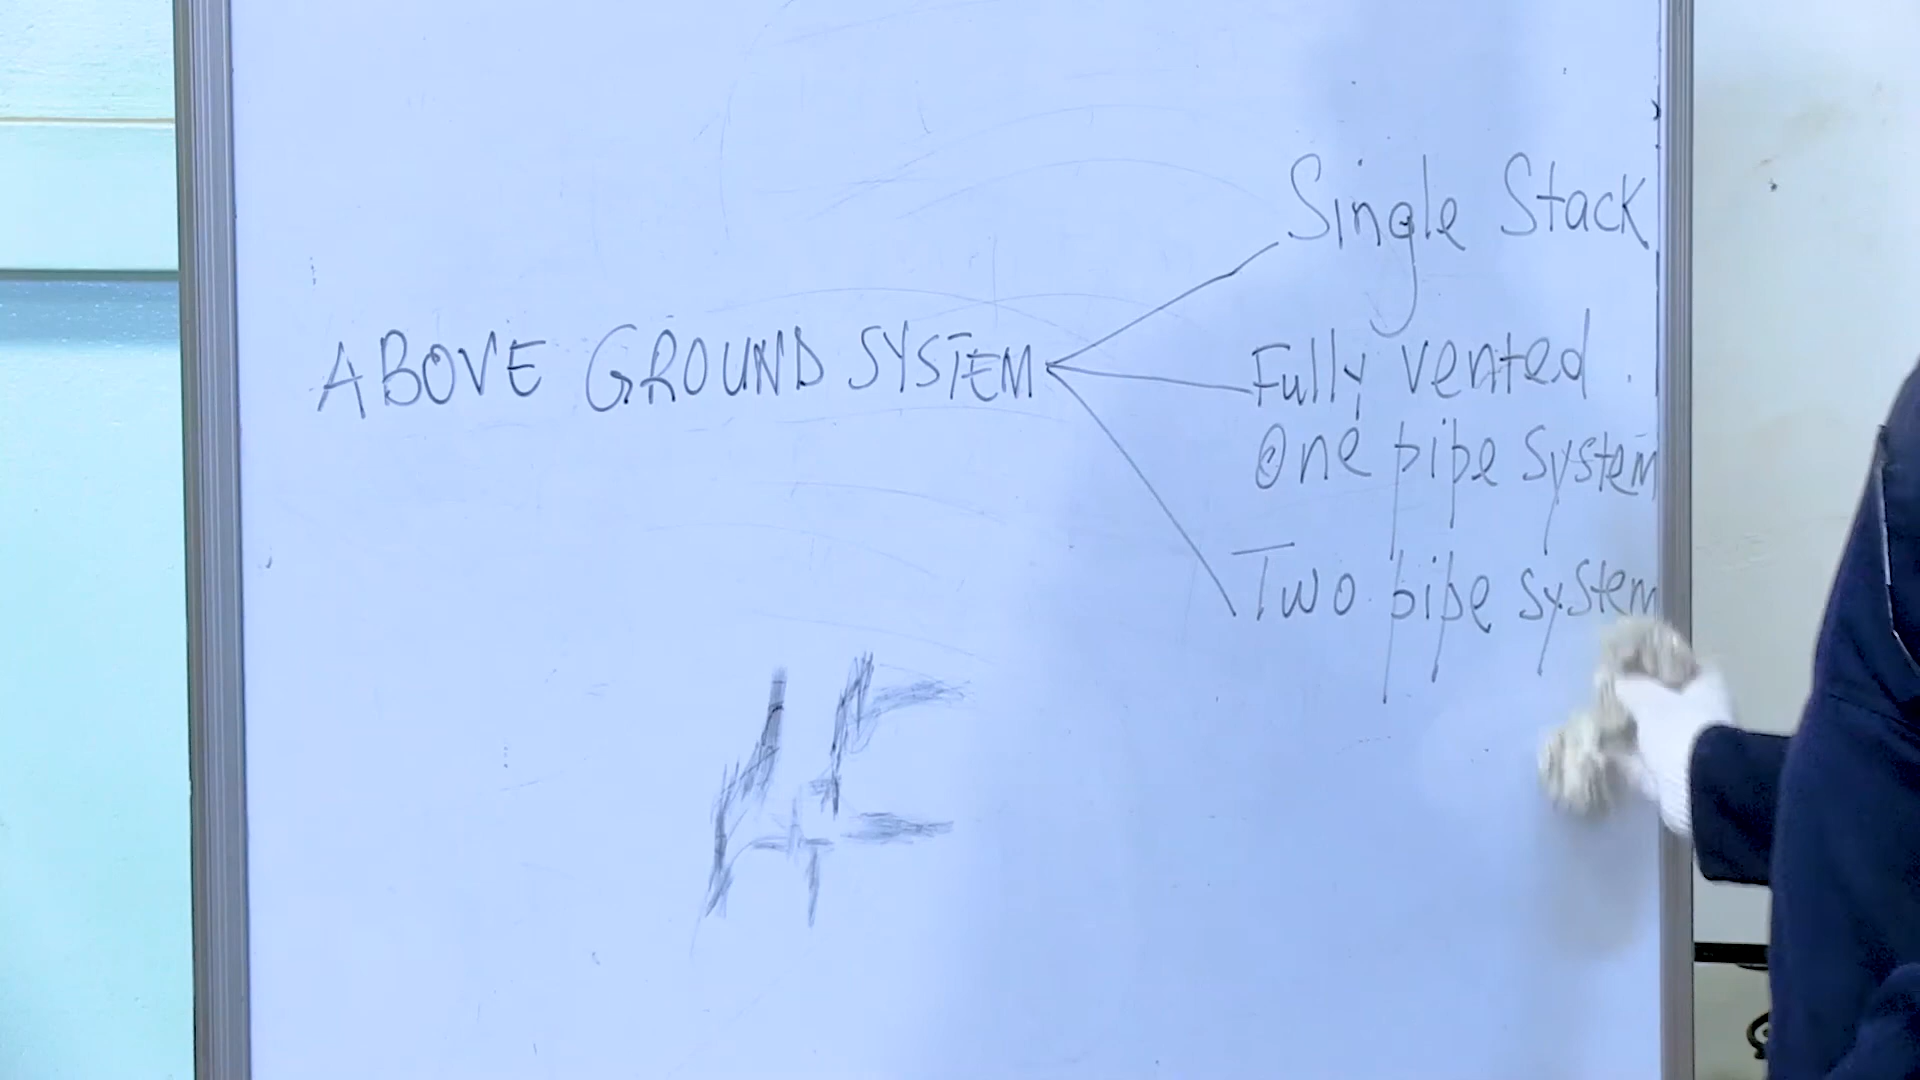 ABOVE GROUND SYSTEM
Single Stack
Fully vented
One pipe system
Two pipe system